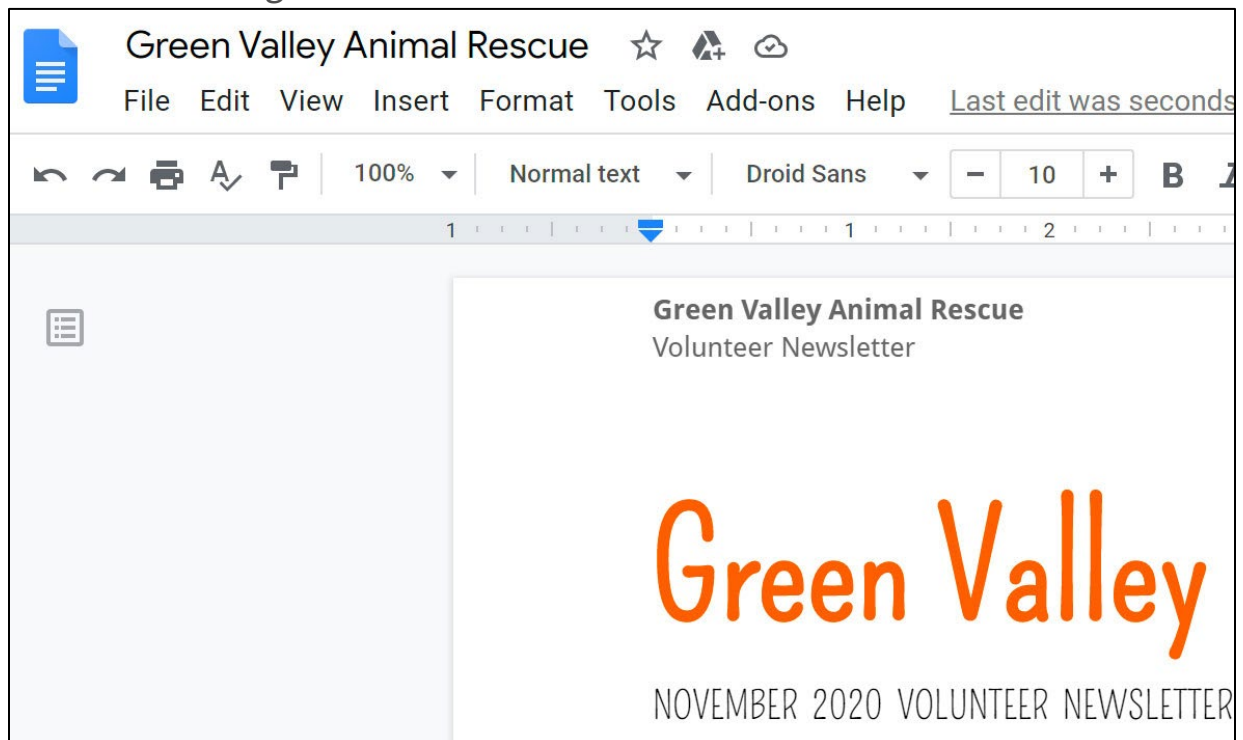 Green Valley Animal Rescue
File Edit View Insert Format Tools Add-ons Help Last edit was seconds
100% Normal text Droid Sans - 10 + B I
1 1 2
Green Valley Animal Rescue
Volunteer Newsletter
Green Valley
NOVEMBER 2020 VOLUNTEER NEWSLETTER